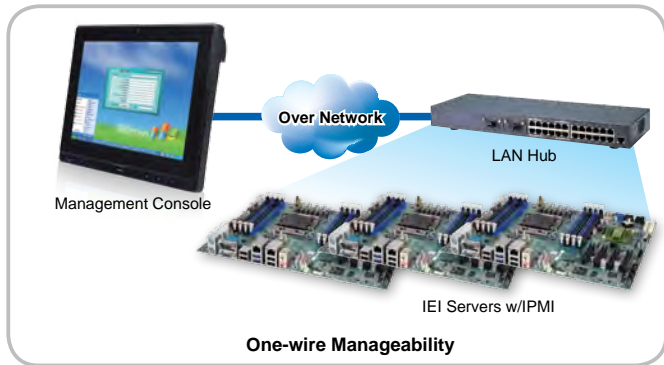 Over Network
LAN Hub
Management Console
IEI Servers w/IPMI
One-wire Manageability